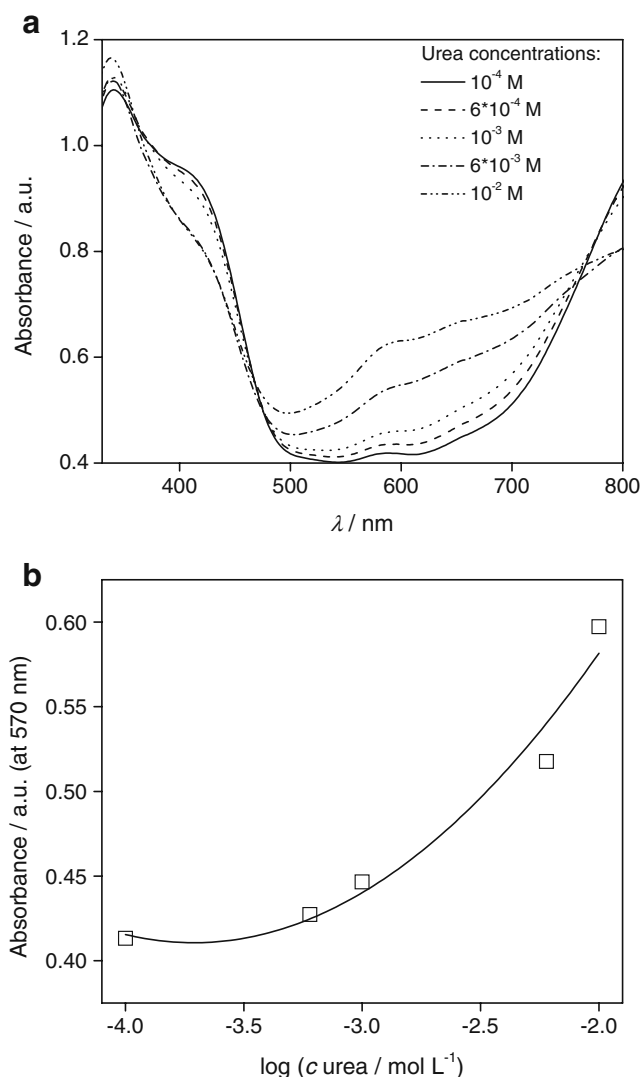 a
Urea concentrations:
10⁻⁴ M
6*10⁻⁴ M
10⁻³ M
6*10⁻³ M
10⁻² M
1.2
1.0
0.8
0.6
0.4
Absorbance / a.u.
400 500 600 700 800
λ / nm
b
0.60
0.55
0.50
0.45
0.40
Absorbance / a.u. (at 570 nm)
-4.0 -3.5 -3.0 -2.5 -2.0
log (c urea / mol L⁻¹)